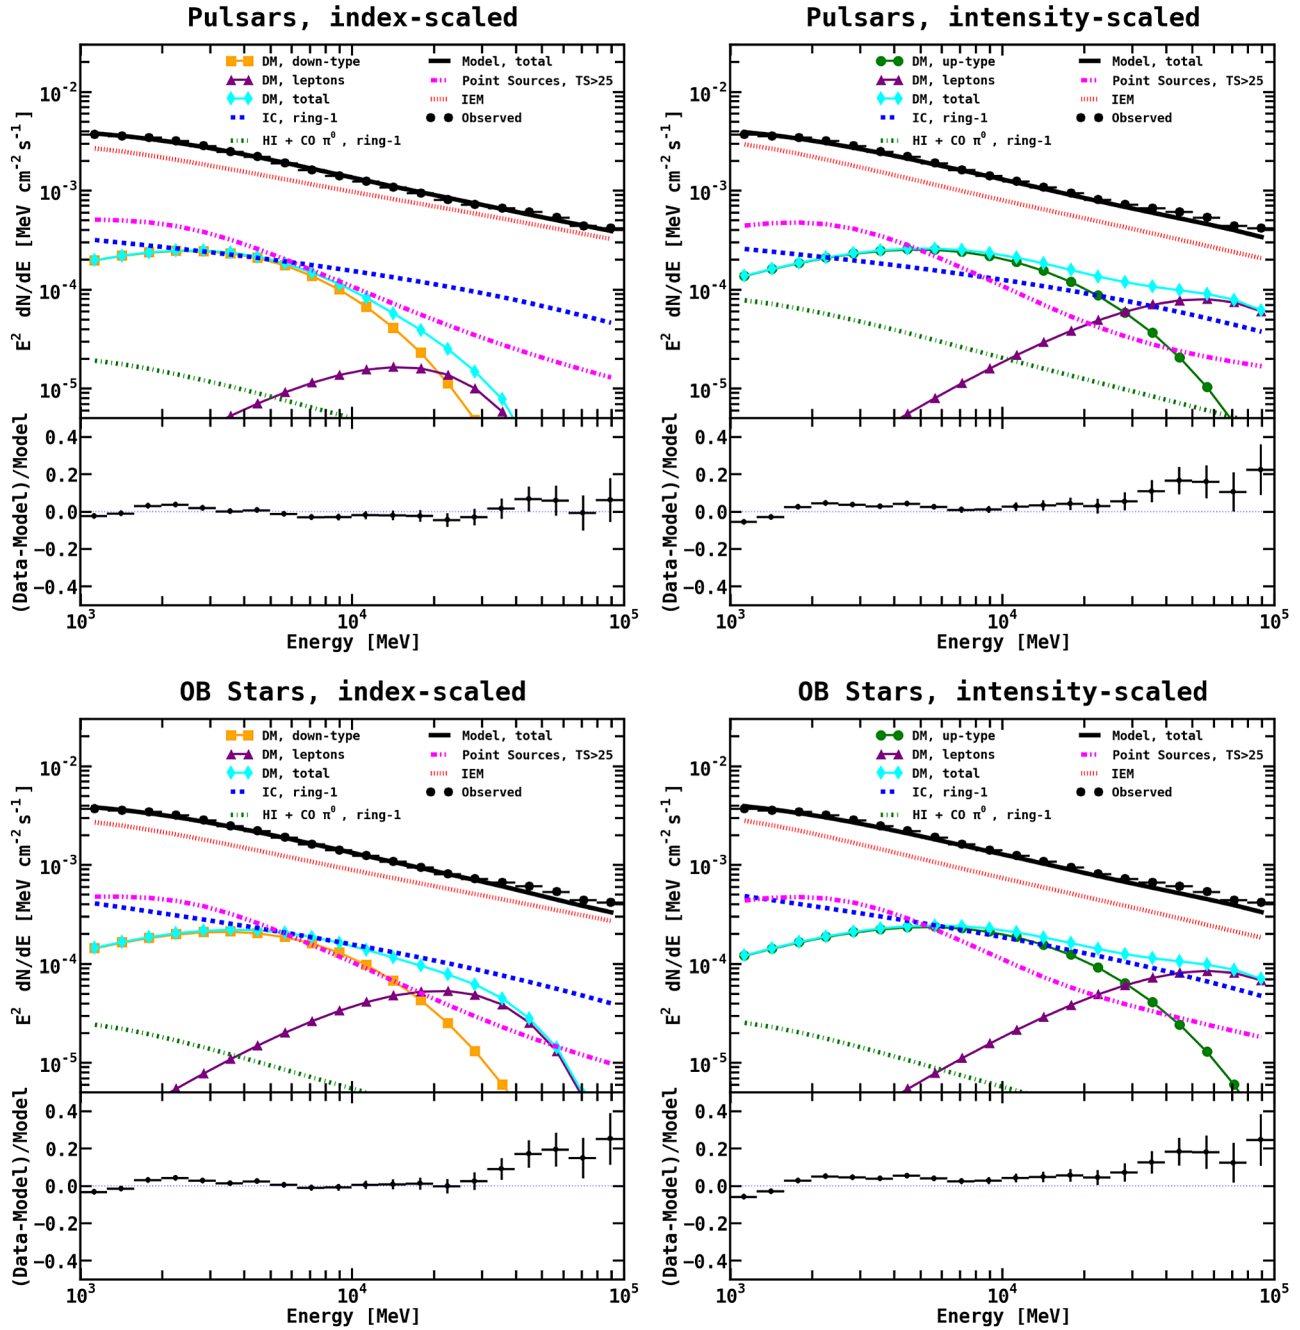 Pulsars, index-scaled
E² dN/dE [MeV cm⁻² s⁻¹]
10⁻²
10⁻³
10⁻⁴
10⁻⁵
DM, down-type
DM, leptons
DM, total
IC, ring-1
HI + CO π⁰, ring-1
Model, total
Point Sources, TS>25
IEM
Observed
(Data-Model)/Model
0.4
0.2
0.0
−0.2
−0.4
10³ 10⁴ 10⁵
Energy [MeV]
Pulsars, intensity-scaled
E² dN/dE [MeV cm⁻² s⁻¹]
10⁻²
10⁻³
10⁻⁴
10⁻⁵
DM, up-type
DM, leptons
DM, total
IC, ring-1
HI + CO π⁰, ring-1
Model, total
Point Sources, TS>25
IEM
Observed
(Data-Model)/Model
0.4
0.2
0.0
−0.2
−0.4
10³ 10⁴ 10⁵
Energy [MeV]
OB Stars, index-scaled
E² dN/dE [MeV cm⁻² s⁻¹]
10⁻²
10⁻³
10⁻⁴
10⁻⁵
DM, down-type
DM, leptons
DM, total
IC, ring-1
HI + CO π⁰, ring-1
Model, total
Point Sources, TS>25
IEM
Observed
(Data-Model)/Model
0.4
0.2
0.0
−0.2
−0.4
10³ 10⁴ 10⁵
Energy [MeV]
OB Stars, intensity-scaled
E² dN/dE [MeV cm⁻² s⁻¹]
10⁻²
10⁻³
10⁻⁴
10⁻⁵
DM, up-type
DM, leptons
DM, total
IC, ring-1
HI + CO π⁰, ring-1
Model, total
Point Sources, TS>25
IEM
Observed
(Data-Model)/Model
0.4
0.2
0.0
−0.2
−0.4
10³ 10⁴ 10⁵
Energy [MeV]